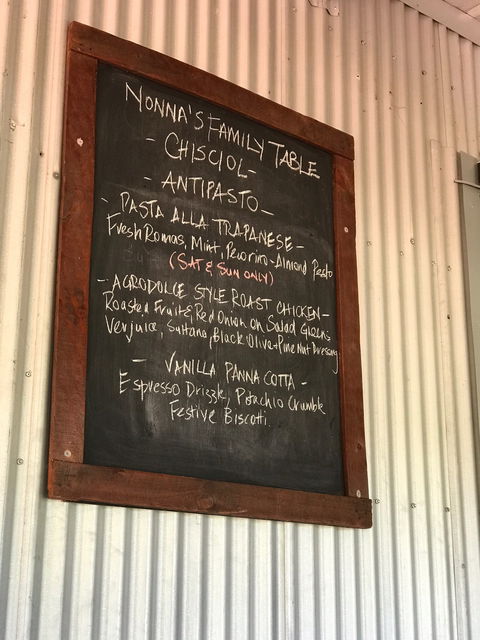 NONNA'S FAMILY TABLE
- CHISCIOL -
- ANTIPASTO -
- PASTA ALLA TRAPANESE -
Fresh Romas, Mint, Pecorino-Almond Pesto
(SAT & SUN ONLY)
- AGRODOLCE STYLE ROAST CHICKEN -
Roasted Fruit & Red Onion on Salad Greens
Verjuice, Sultana, Black Olive + Pine Nut Dressing
- VANILLA PANNA COTTA -
Espresso Drizzle, Pistachio Crumble
Festive Biscotti.